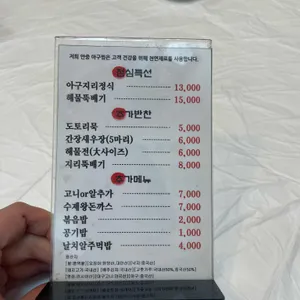 저희 안중 아구찜은 고객 건강을 위해 천연재료를 사용합니다.
점심특선
아구지리정식 13,000
해물뚝배기 15,000
추가반찬
도토리묵 5,000
간장새우장(5마리) 6,000
해물전(大사이즈) 6,000
지리뚝배기 8,000
추가메뉴
고니or알추가 7,000
수제왕돈까스 7,000
볶음밥 2,000
공기밥 1,000
날치알주먹밥 4,000
원산지